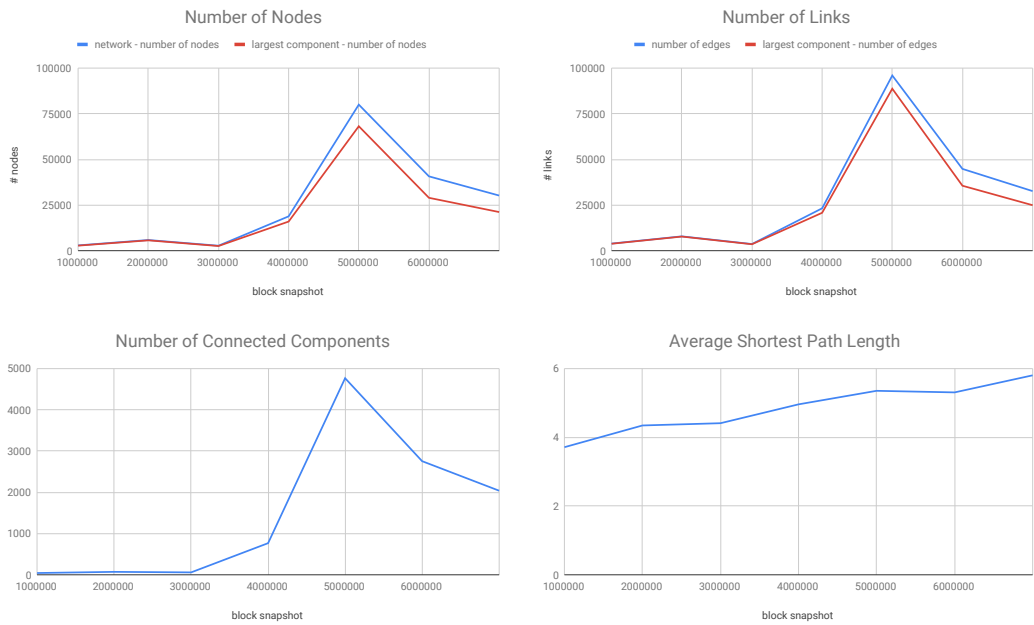 Number of Nodes
network - number of nodes
largest component - number of nodes
100000
75000
50000
25000
0
# nodes
1000000 2000000 3000000 4000000 5000000 6000000
block snapshot
Number of Links
number of edges
largest component - number of edges
100000
75000
50000
25000
0
# links
1000000 2000000 3000000 4000000 5000000 6000000
block snapshot
Number of Connected Components
5000
4000
3000
2000
1000
0
1000000 2000000 3000000 4000000 5000000 6000000
block snapshot
Average Shortest Path Length
6
4
2
0
1000000 2000000 3000000 4000000 5000000 6000000
block snapshot